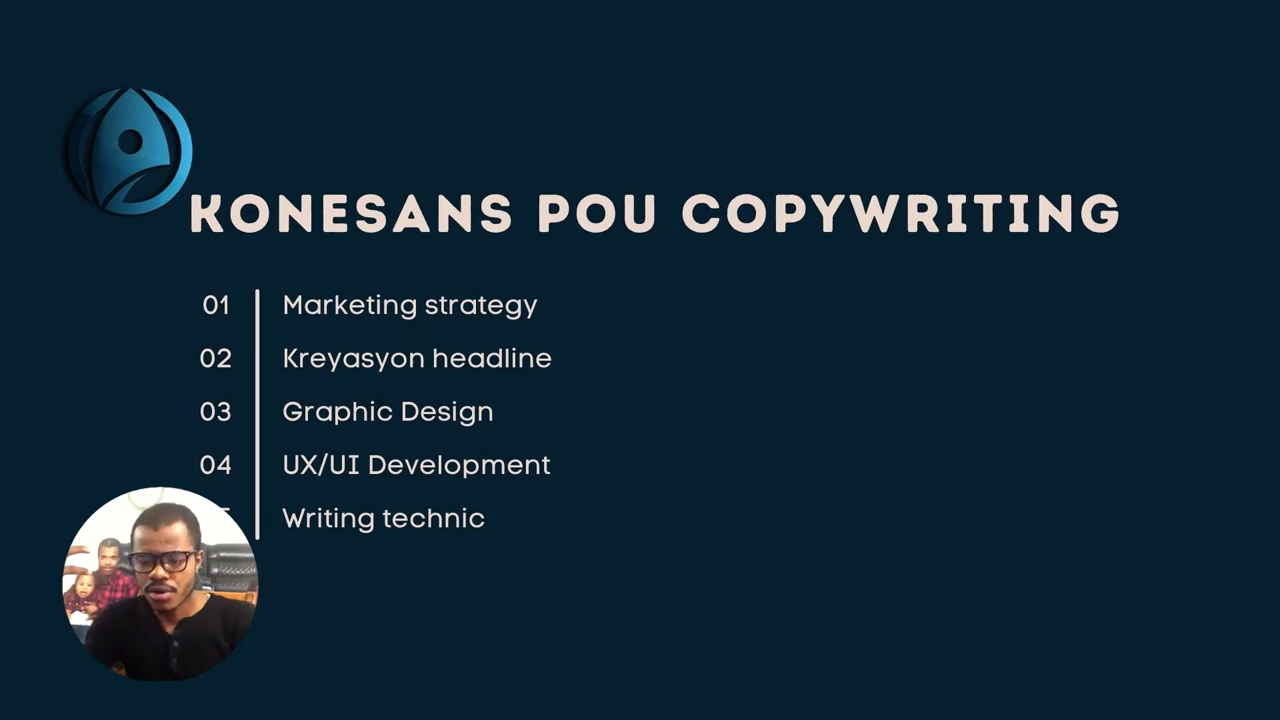 KONESANS POU COPYWRITING
01 Marketing strategy
02 Kreyasyon headline
03 Graphic Design
04 UX/UI Development
Writing technic